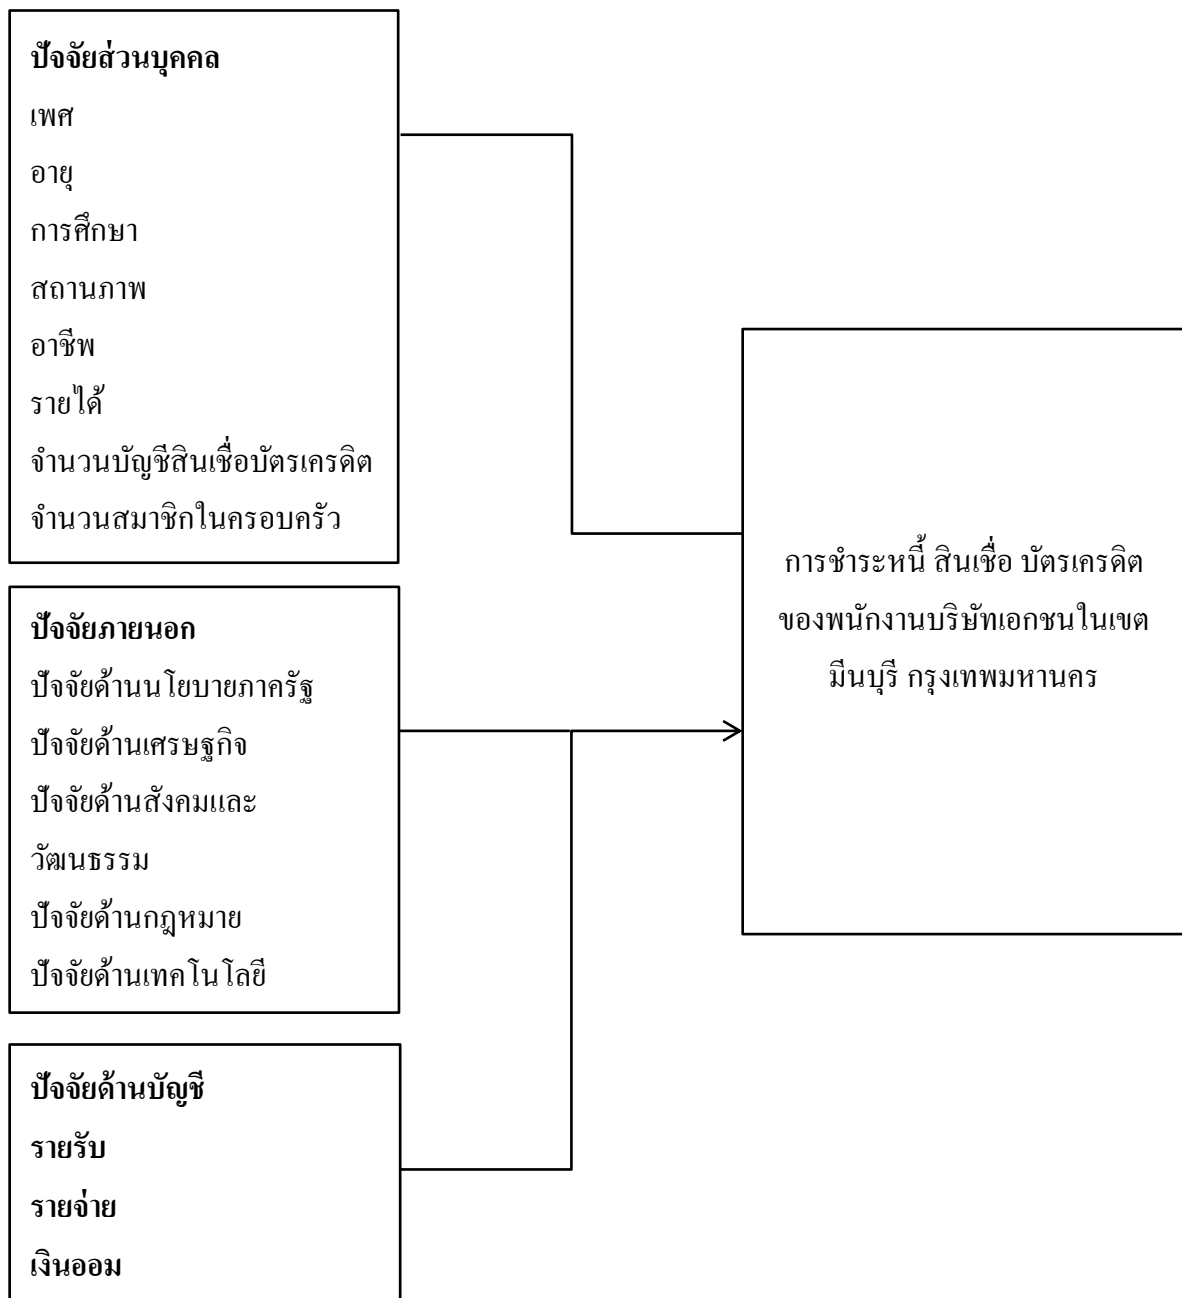 ปัจจัยส่วนบุคคล
เพศ
อายุ
การศึกษา
สถานภาพ
อาชีพ
รายได้
จำนวนบัญชีสินเชื่อบัตรเครดิต
จำนวนสมาชิกในครอบครัว
ปัจจัยภายนอก
ปัจจัยด้านนโยบายภาครัฐ
ปัจจัยด้านเศรษฐกิจ
ปัจจัยด้านสังคมและ
วัฒนธรรม
ปัจจัยด้านกฎหมาย
ปัจจัยด้านเทคโนโลยี
ปัจจัยด้านบัญชี
รายรับ
รายจ่าย
เงินออม
การชำระหนี้ สินเชื่อ บัตรเครดิต
ของพนักงานบริษัทเอกชนในเขต
มีนบุรี กรุงเทพมหานคร